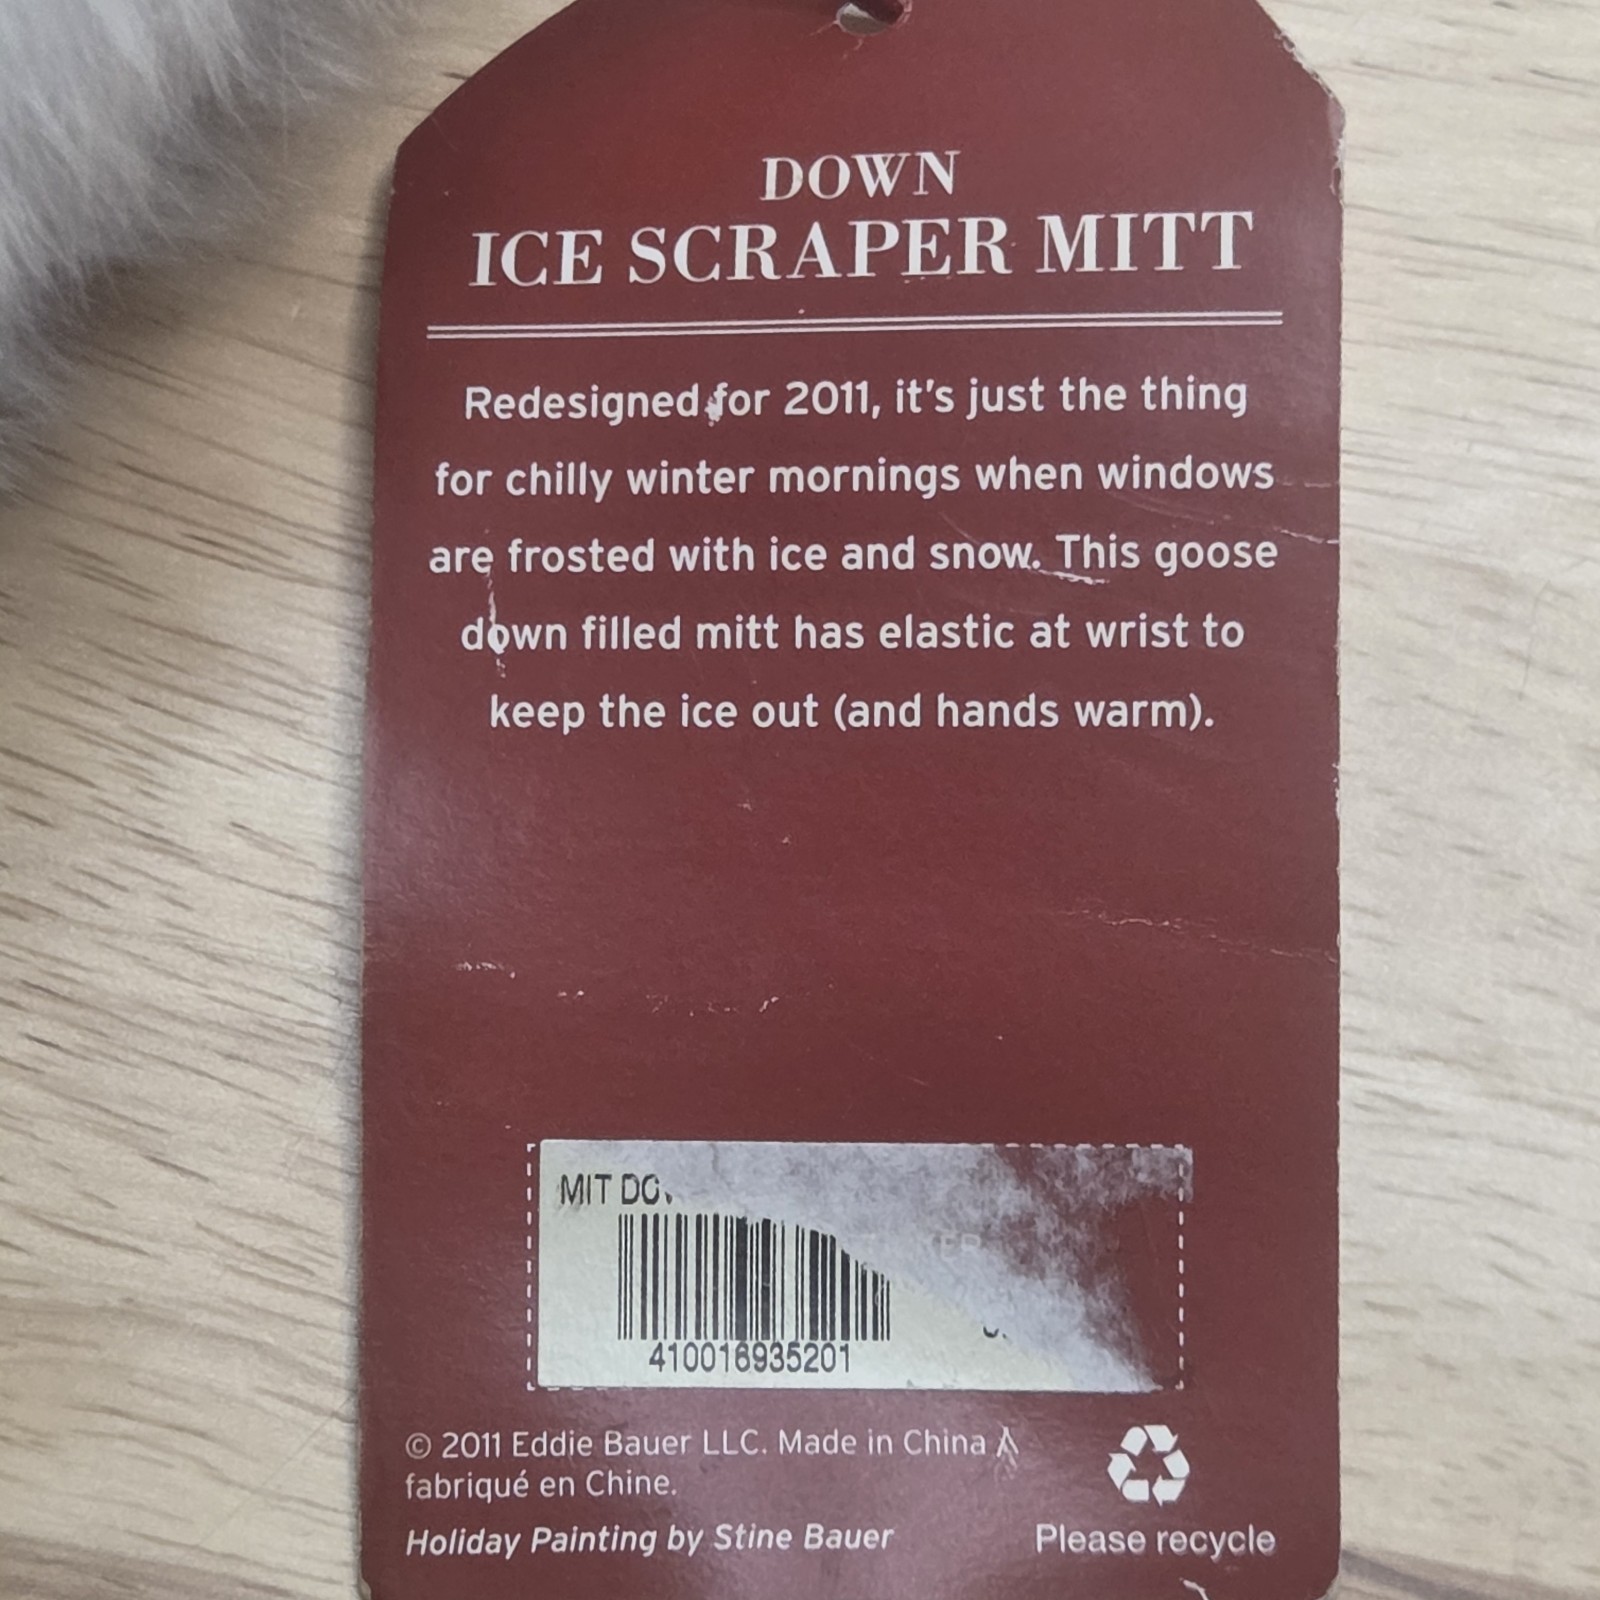 DOWN
ICE SCRAPER MITT
Redesigned for 2011, it's just the thing
for chilly winter mornings when windows
are frosted with ice and snow. This goose
down filled mitt has elastic at wrist to
keep the ice out (and hands warm).
MIT
410016935201
© 2011 Eddie Bauer LLC. Made in China
fabriqué en Chine.
Holiday Painting by Stine Bauer
Please recycle